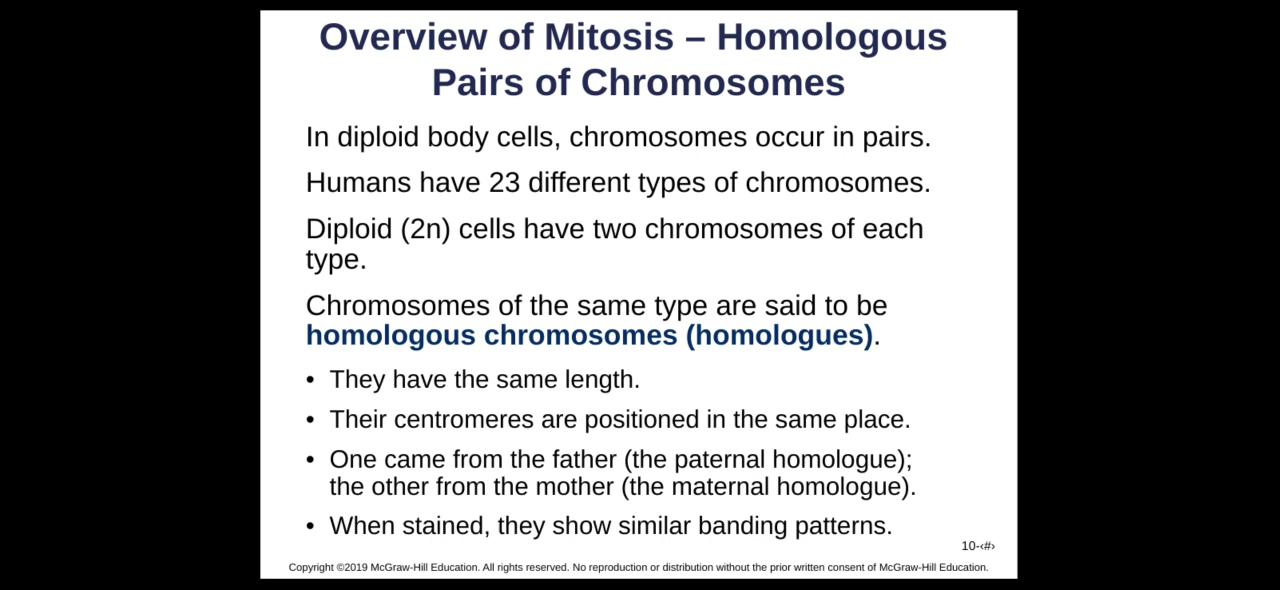 Overview of Mitosis – Homologous
Pairs of Chromosomes
In diploid body cells, chromosomes occur in pairs.
Humans have 23 different types of chromosomes.
Diploid (2n) cells have two chromosomes of each
type.
Chromosomes of the same type are said to be
homologous chromosomes (homologues).
• They have the same length.
• Their centromeres are positioned in the same place.
• One came from the father (the paternal homologue);
the other from the mother (the maternal homologue).
• When stained, they show similar banding patterns.
10-‹#›
Copyright ©2019 McGraw-Hill Education. All rights reserved. No reproduction or distribution without the prior written consent of McGraw-Hill Education.